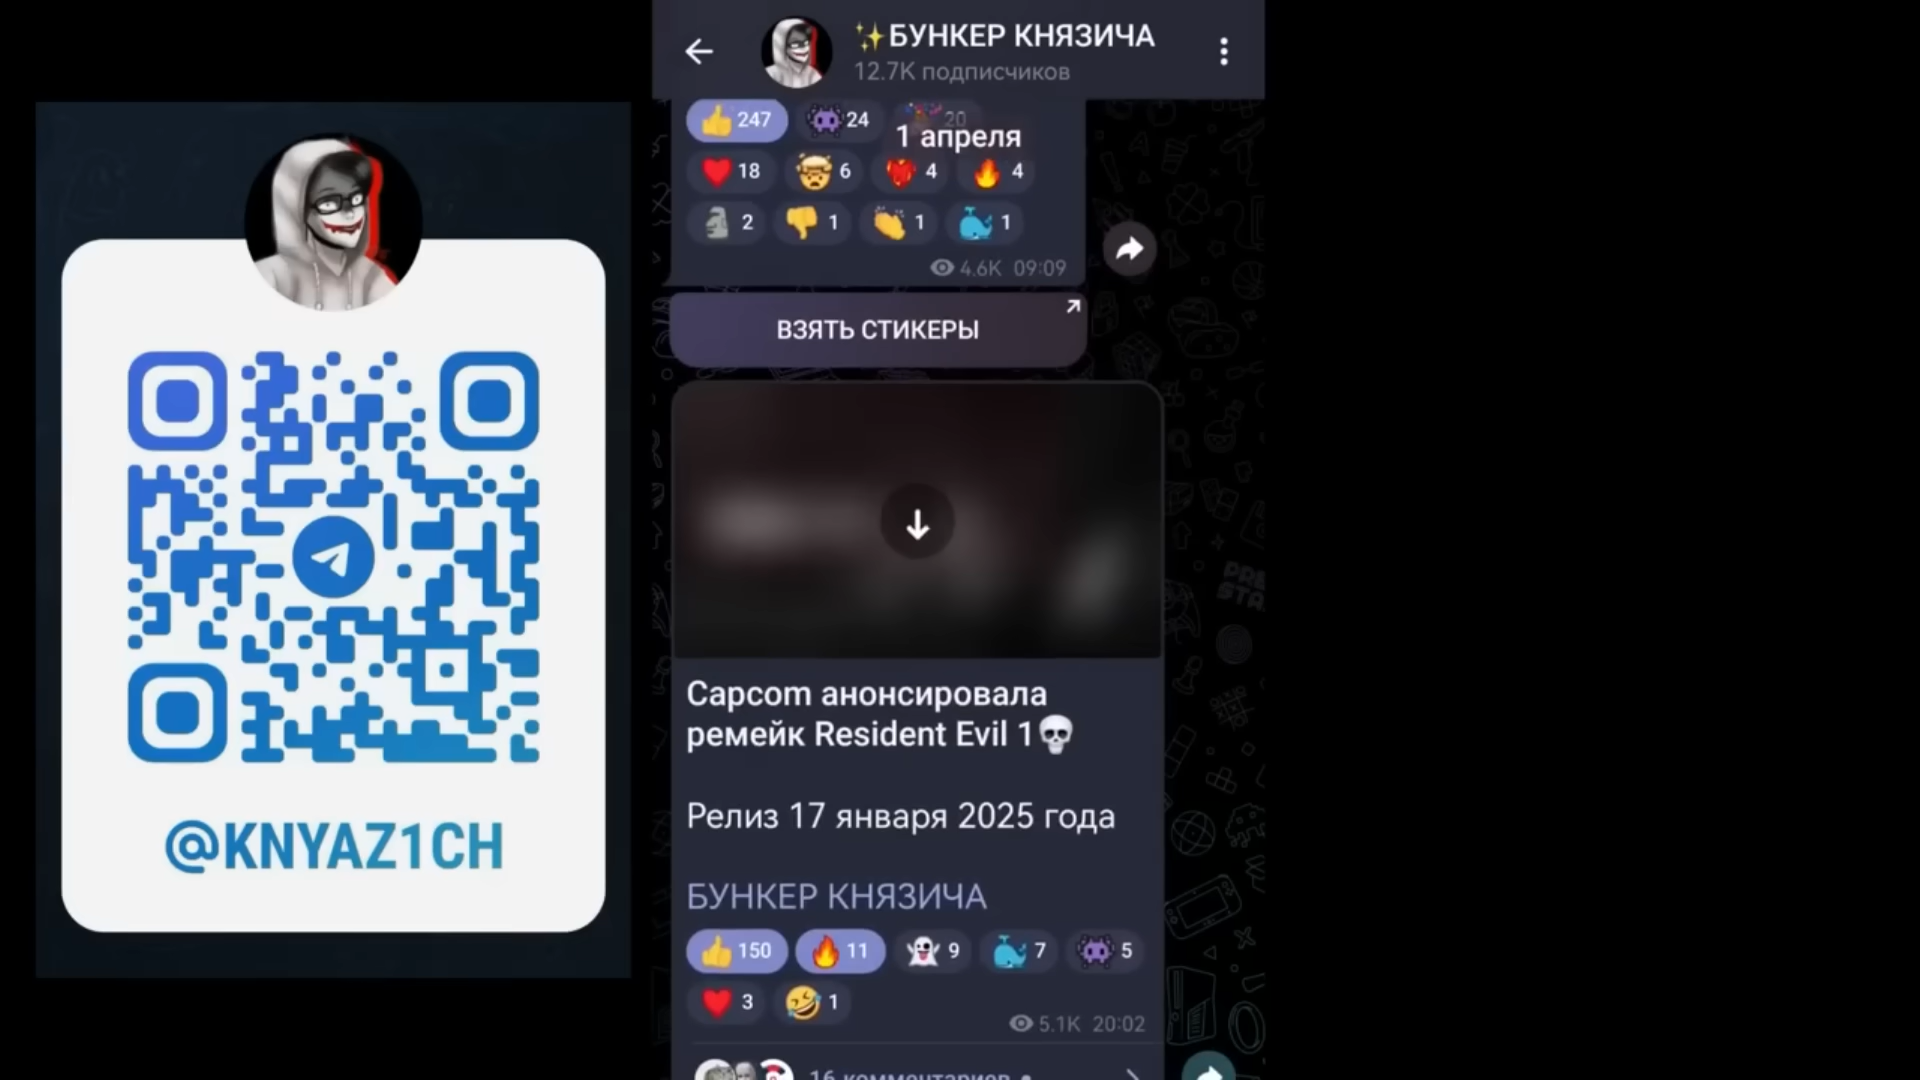 @KNYAZ1CH
✨БУНКЕР КНЯЗИЧА
12.7K подписчиков
247 24 20
1 апреля
18 6 4 4
2 1 1 1
4.6K 09:09
ВЗЯТЬ СТИКЕРЫ
Capcom анонсировала
ремейк Resident Evil 1💀
Релиз 17 января 2025 года
БУНКЕР КНЯЗИЧА
150 11 9 7 5
3 1
5.1K 20:02
16 комментариев